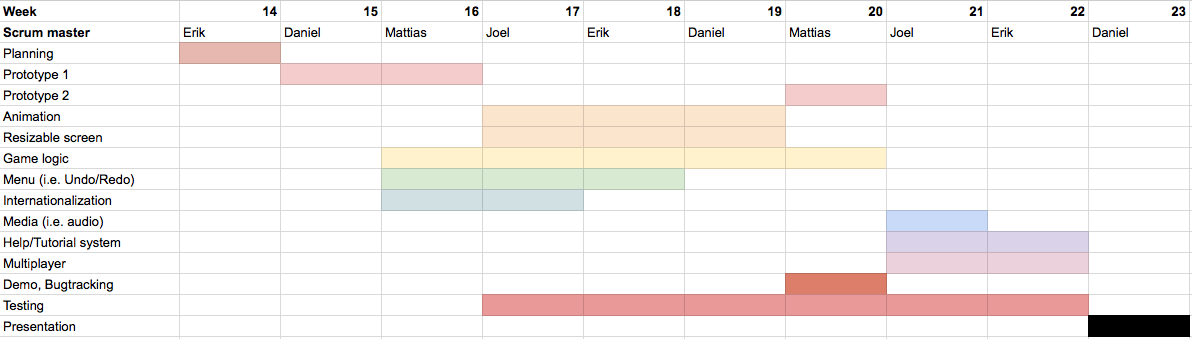 Week 14 15 16 17 18 19 20 21 22 23
Scrum master Erik Daniel Mattias Joel Erik Daniel Mattias Joel Erik Daniel
Planning
Prototype 1
Prototype 2
Animation
Resizable screen
Game logic
Menu (i.e. Undo/Redo)
Internationalization
Media (i.e. audio)
Help/Tutorial system
Multiplayer
Demo, Bugtracking
Testing
Presentation